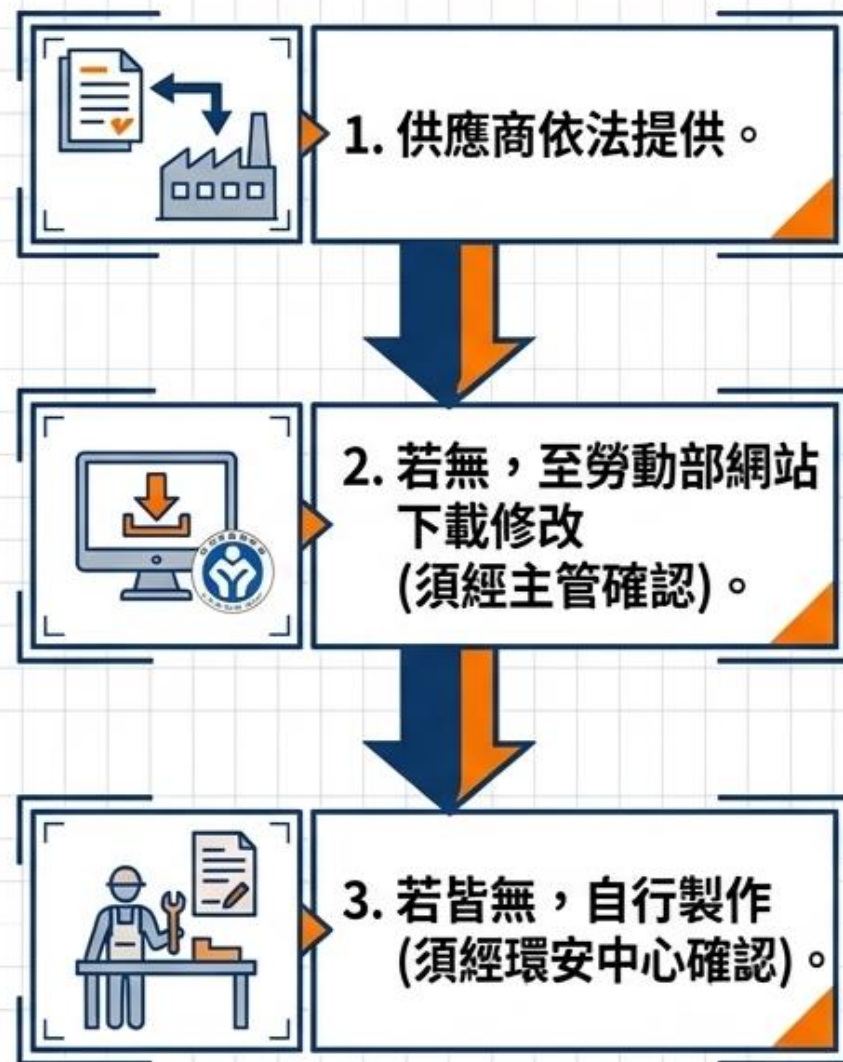 1. 供應商依法提供。
2. 若無，至勞動部網站
下載修改
(須經主管確認)。
3. 若皆無，自行製作
(須經環安中心確認)。